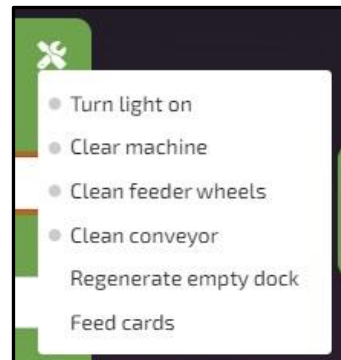 Turn light on
Clear machine
Clean feeder wheels
Clean conveyor
Regenerate empty dock
Feed cards